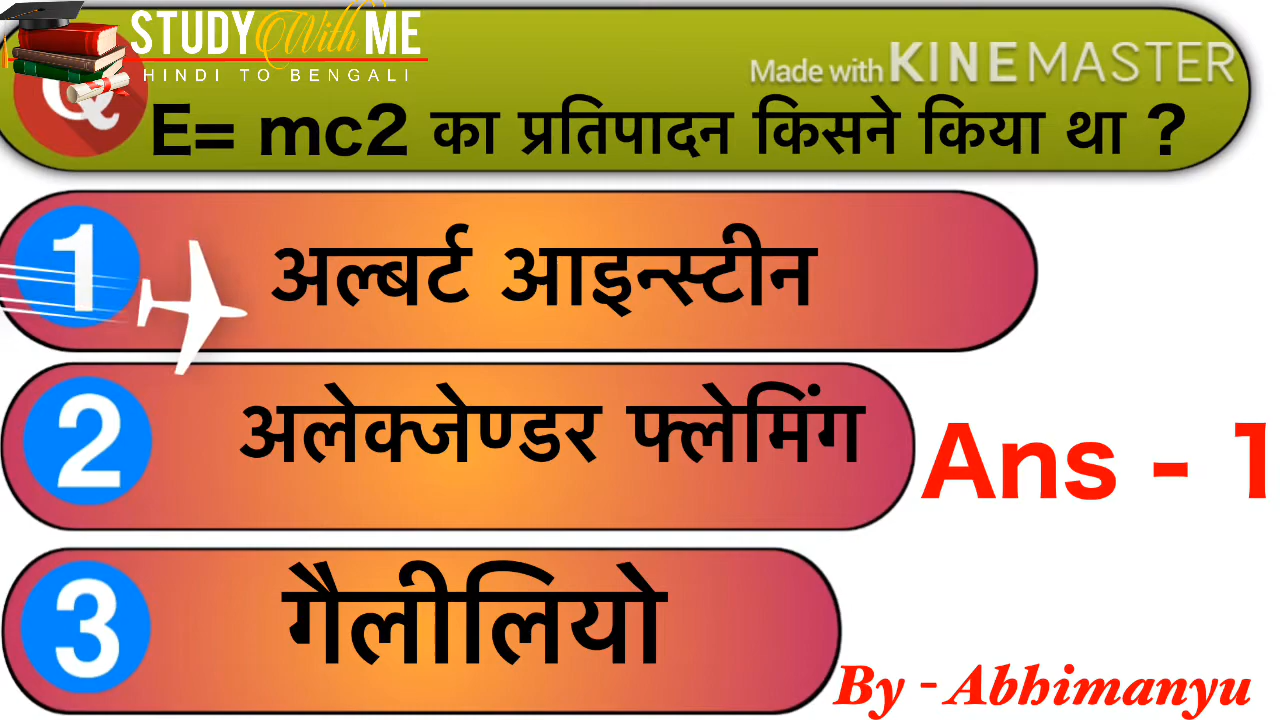 STUDY With ME
HINDI TO BENGALI
Made with KINEMASTER
Q
E= mc2 का प्रतिपादन किसने किया था ?
1 अल्बर्ट आइन्स्टीन
2 अलेक्जेण्डर फ्लेमिंग
Ans - 1
3 गैलीलियो
By - Abhimanyu